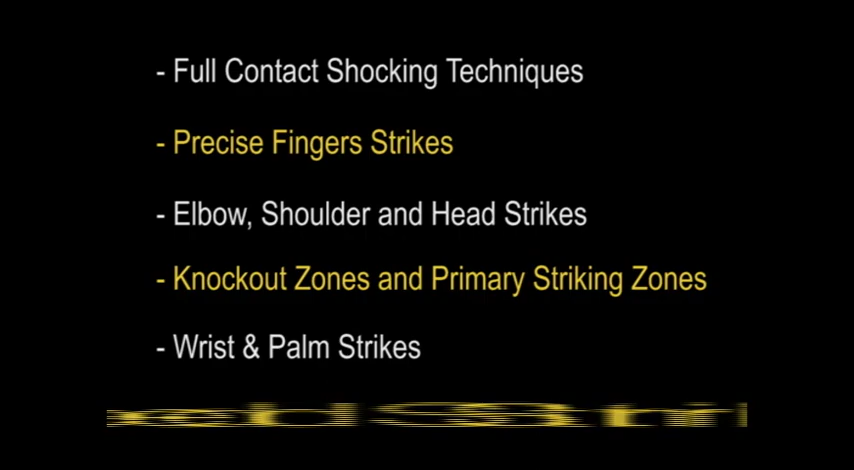 - Full Contact Shocking Techniques
- Precise Fingers Strikes
- Elbow, Shoulder and Head Strikes
- Knockout Zones and Primary Striking Zones
- Wrist & Palm Strikes